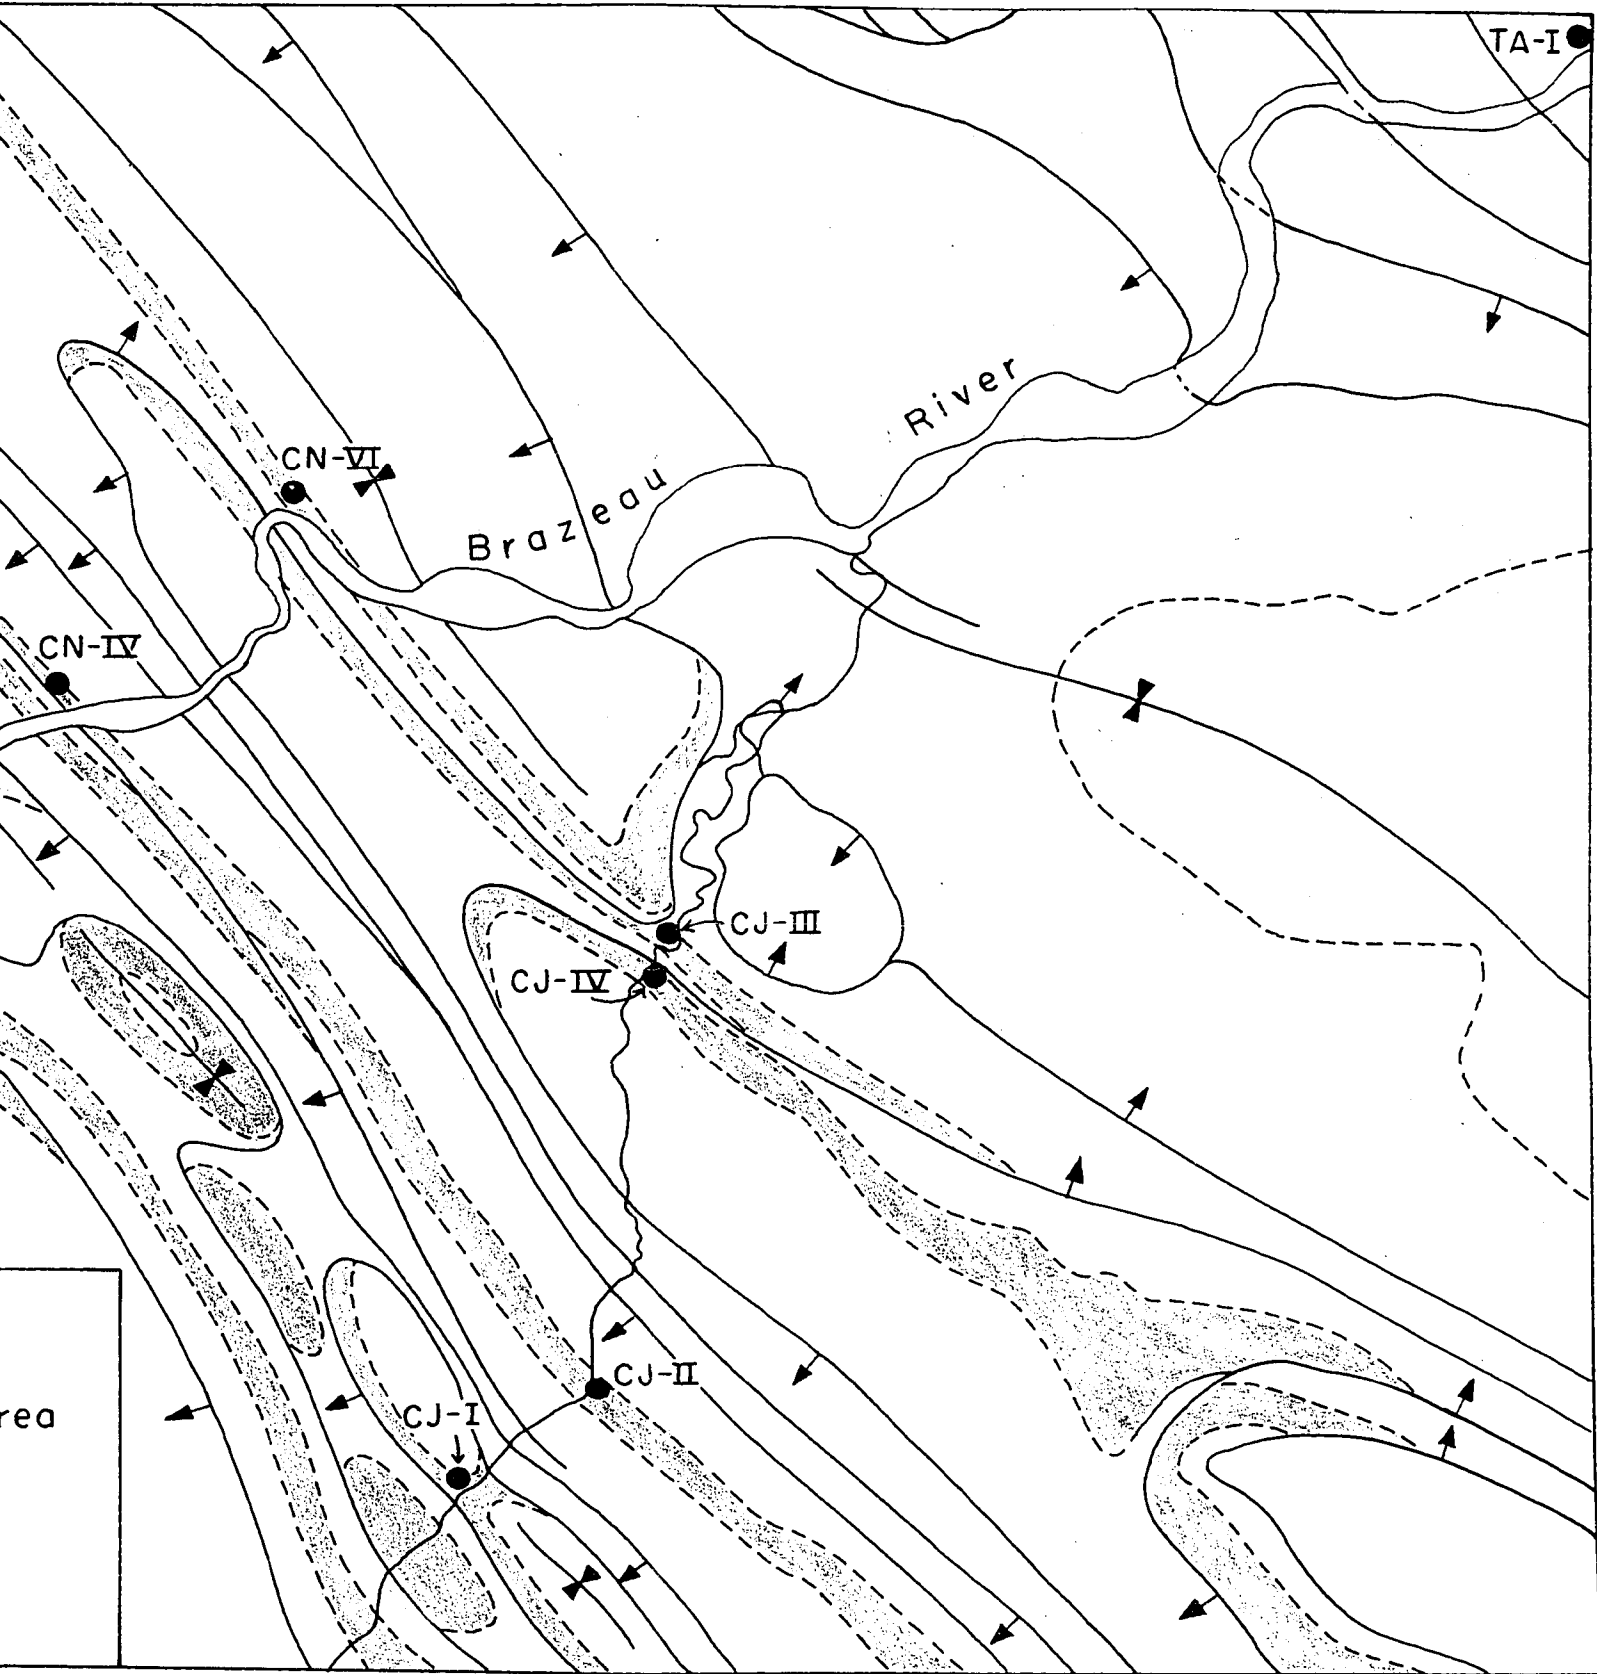 TA-I
River
CN-VI
Brazeau
CN-IV
CJ-III
CJ-IV
CJ-II
CJ-I
rea